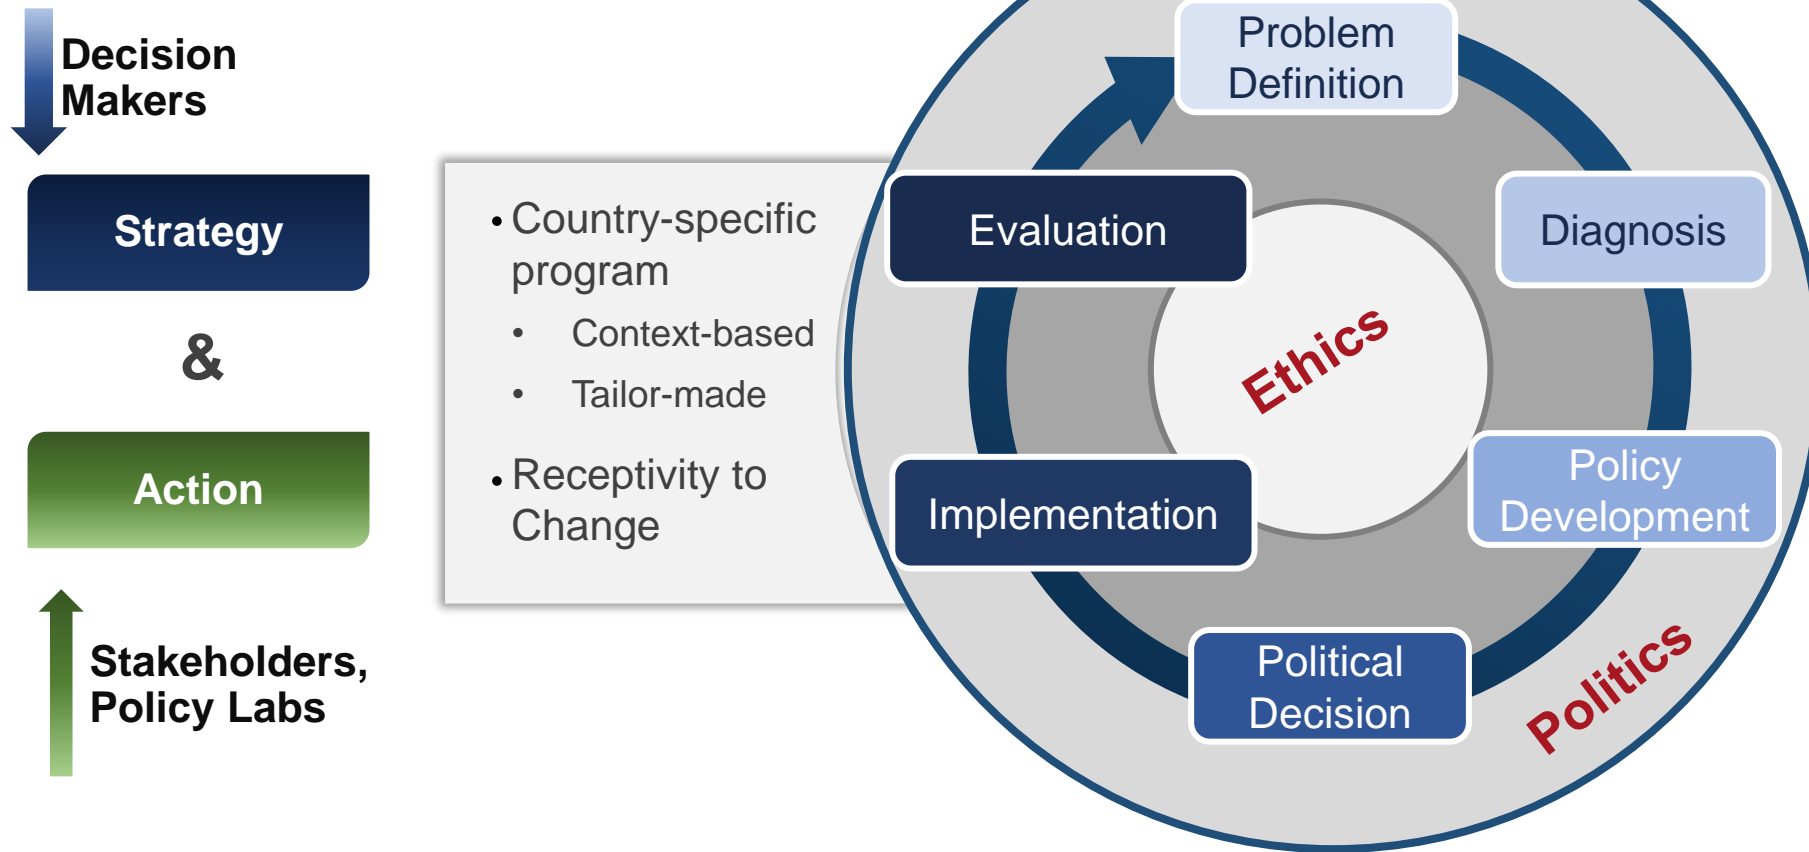 Decision
Makers
Strategy
&
Action
Stakeholders,
Policy Labs
• Country-specific
program
• Context-based
• Tailor-made
• Receptivity to
Change
Problem
Definition
Diagnosis
Policy
Development
Political
Decision
Implementation
Evaluation
Ethics
Politics